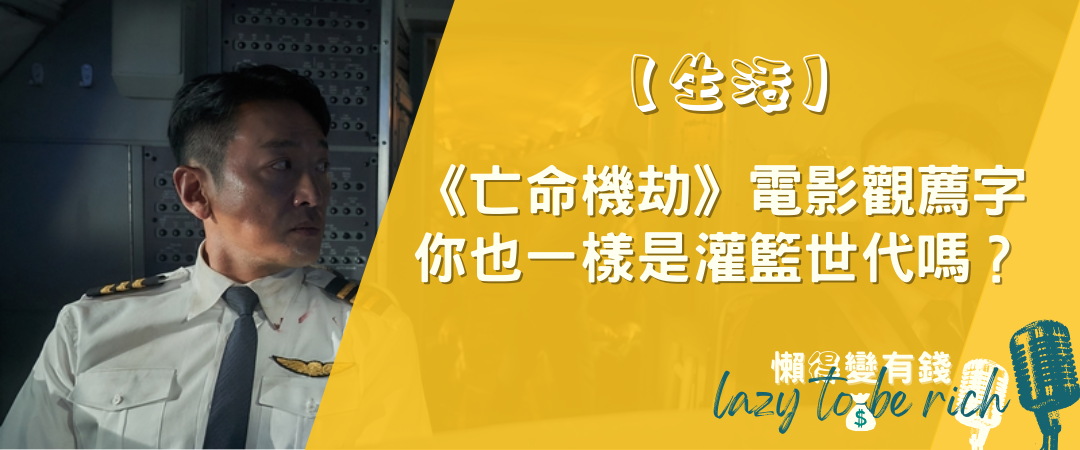 【生活】
《亡命機劫》電影觀薦字
你也一樣是灌籃世代嗎？
懶得變有錢
lazy to be rich
$